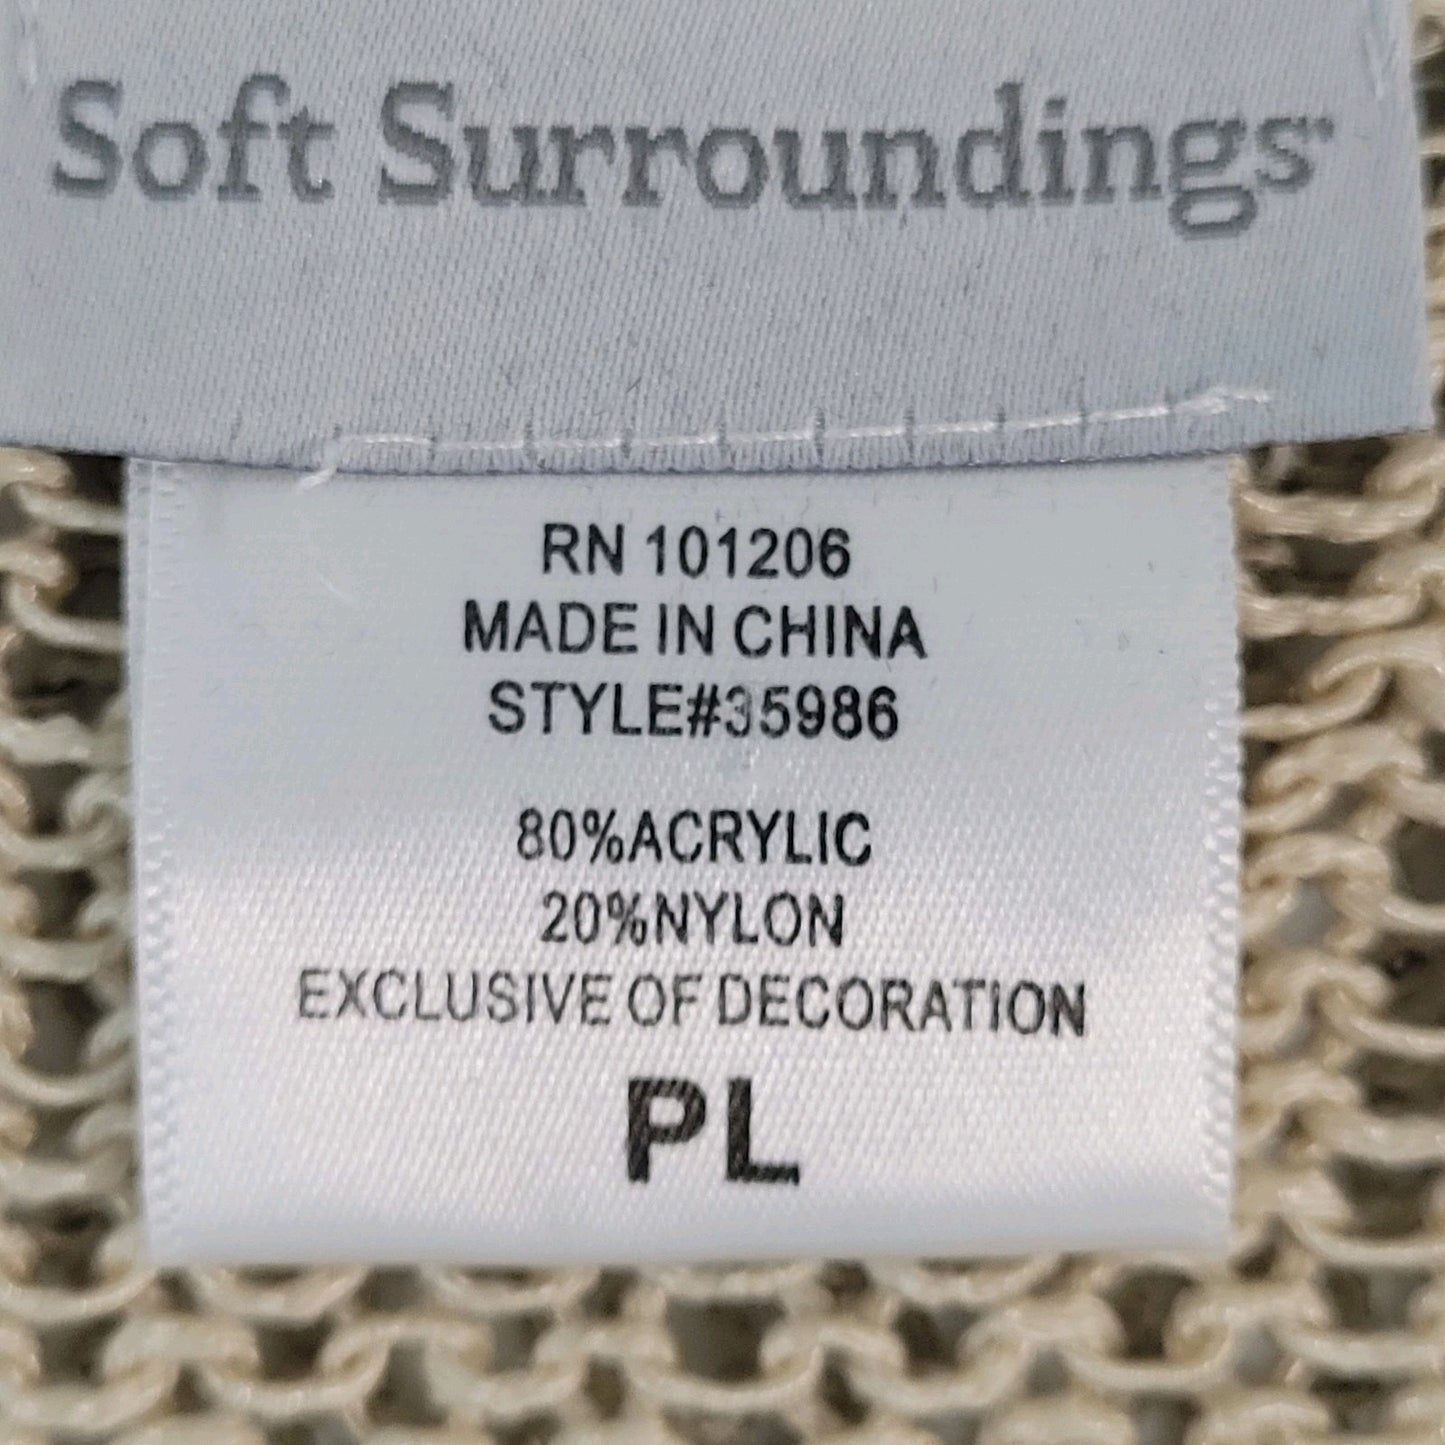 Soft Surroundings
RN 101206
MADE IN CHINA
STYLE#35986
80%ACRYLIC
20%NYLON
EXCLUSIVE OF DECORATION
PL